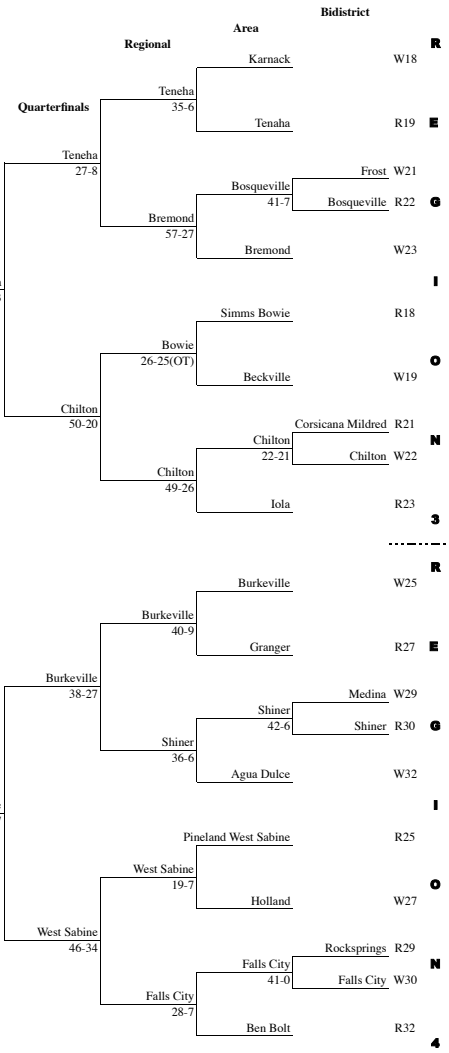 Bidistrict
Area
Regional
R
Karnack W18
Teneha
35-6
Quarterfinals
Tenaha R19 E
Teneha
27-8
Frost W21
Bosqueville
41-7
Bosqueville R22 G
Bremond
57-27
Bremond W23
I
Simms Bowie R18
Bowie
26-25(OT)
O
Beckville W19
Chilton
50-20
Corsicana Mildred R21
Chilton
22-21
N
Chilton W22
Chilton
49-26
Iola R23
3
R
Burkeville W25
Burkeville
40-9
Granger R27 E
Burkeville
38-27
Medina W29
Shiner
42-6
Shiner R30 G
Shiner
36-6
Agua Dulce W32
I
Pineland West Sabine R25
West Sabine
19-7
O
Holland W27
West Sabine
46-34
Rocksprings R29
Falls City
41-0
N
Falls City W30
Falls City
28-7
Ben Bolt R32
4